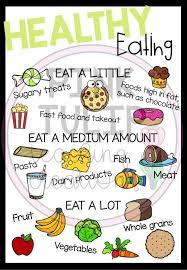 HEALTHY
Eating
EAT A LITTLE
Sugary treats
Foods high in fat,
such as chocolate
Fast food and takeout
EAT A MEDIUM AMOUNT
Pasta
Fish
Dairy products
Meat
EAT A LOT
Fruit
Whole grains
Vegetables